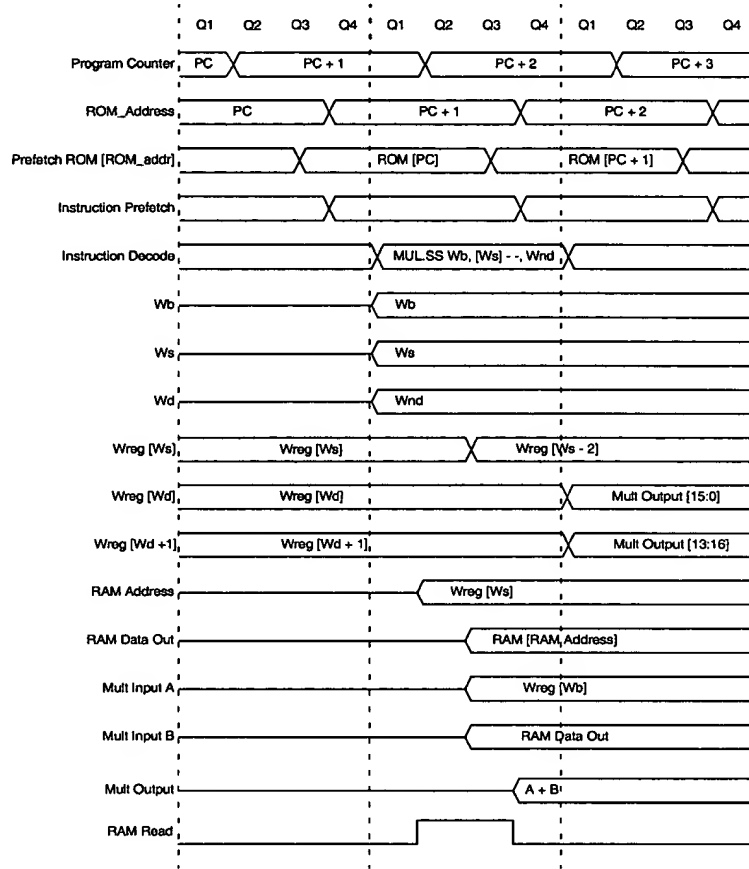 Q1 Q2 Q3 Q4 Q1 Q2 Q3 Q4 Q1 Q2 Q3 Q4
Program Counter PC PC + 1 PC + 2 PC + 3
ROM_Address PC PC + 1 PC + 2
Prefetch ROM [ROM_addr] ROM [PC] ROM [PC + 1]
Instruction Prefetch
Instruction Decode MUL.SS Wb, [Ws] - -, Wnd
Wb Wb
Ws Ws
Wd Wnd
Wreg [Ws] Wreg [Ws] Wreg [Ws - 2]
Wreg [Wd] Wreg [Wd] Mult Output [15:0]
Wreg [Wd +1] Wreg [Wd + 1] Mult Output [13:16]
RAM Address Wreg [Ws]
RAM Data Out RAM [RAM Address]
Mult Input A Wreg [Wb]
Mult Input B RAM Data Out
Mult Output A + B
RAM Read